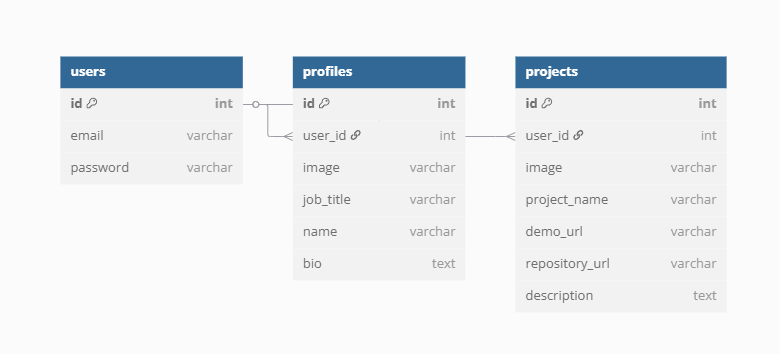 users
id int
email varchar
password varchar
profiles
id int
user_id int
image varchar
job_title varchar
name varchar
bio text
projects
id int
user_id int
image varchar
project_name varchar
demo_url varchar
repository_url varchar
description text